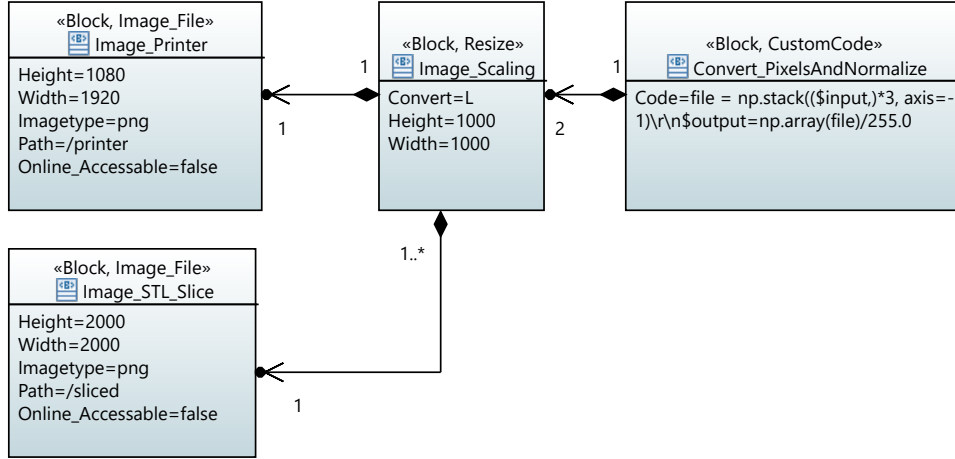 «Block, Image_File»
Image_Printer
Height=1080
Width=1920
Imagetype=png
Path=/printer
Online_Accessable=false
1
1
«Block, Resize»
Image_Scaling
Convert=L
Height=1000
Width=1000
1
2
«Block, CustomCode»
Convert_PixelsAndNormalize
Code=file = np.stack(($input,)*3, axis=-
1)\r\n$output=np.array(file)/255.0
1..*
«Block, Image_File»
Image_STL_Slice
Height=2000
Width=2000
Imagetype=png
Path=/sliced
Online_Accessable=false
1